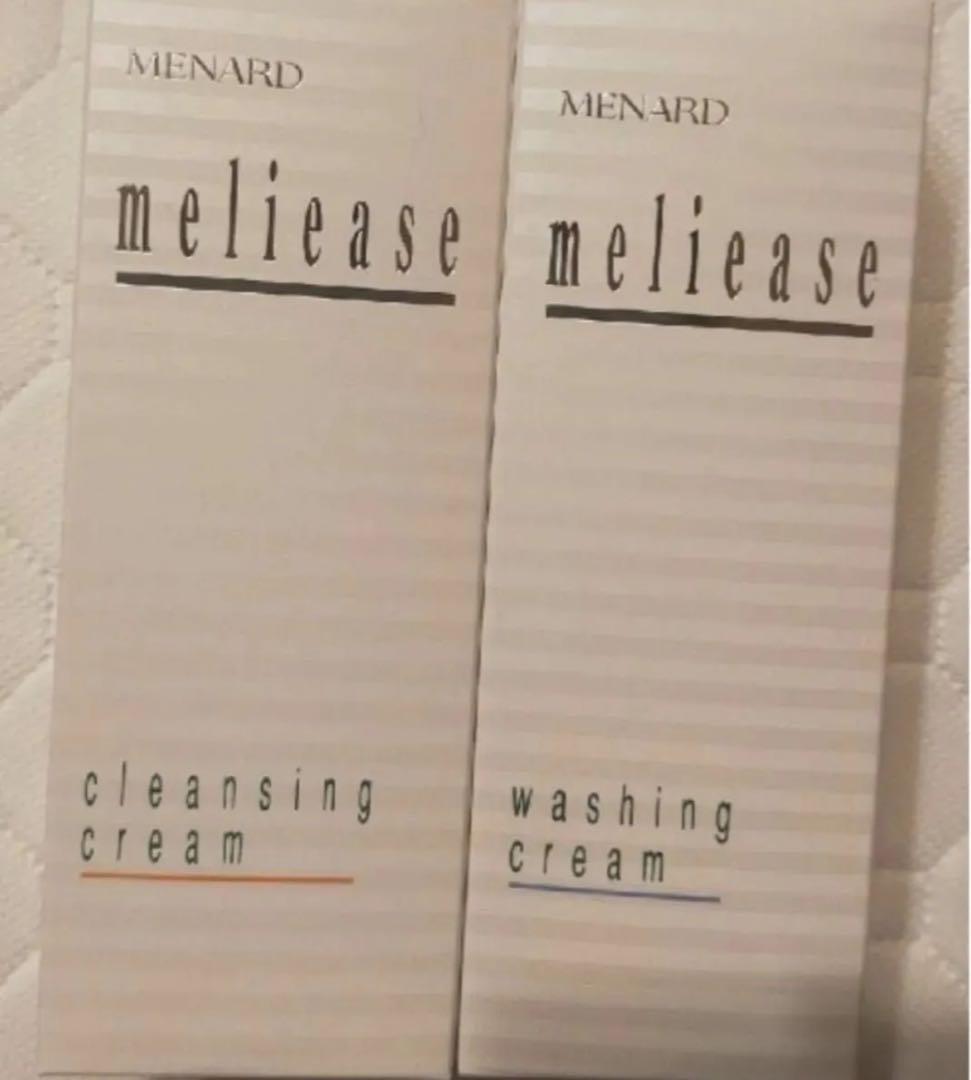 MENARD
meliease
cleansing
cream
MENARD
meliease
washing
cream